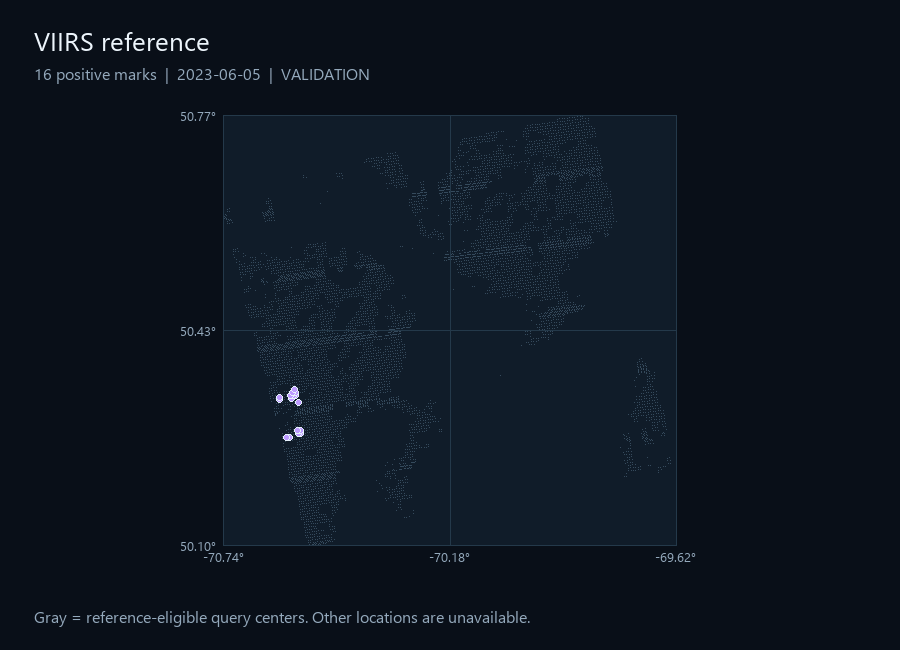 VIIRS reference
16 positive marks | 2023-06-05 | VALIDATION
50.77°
50.43°
50.10°
-70.74°
-70.18°
-69.62°
Gray = reference-eligible query centers. Other locations are unavailable.